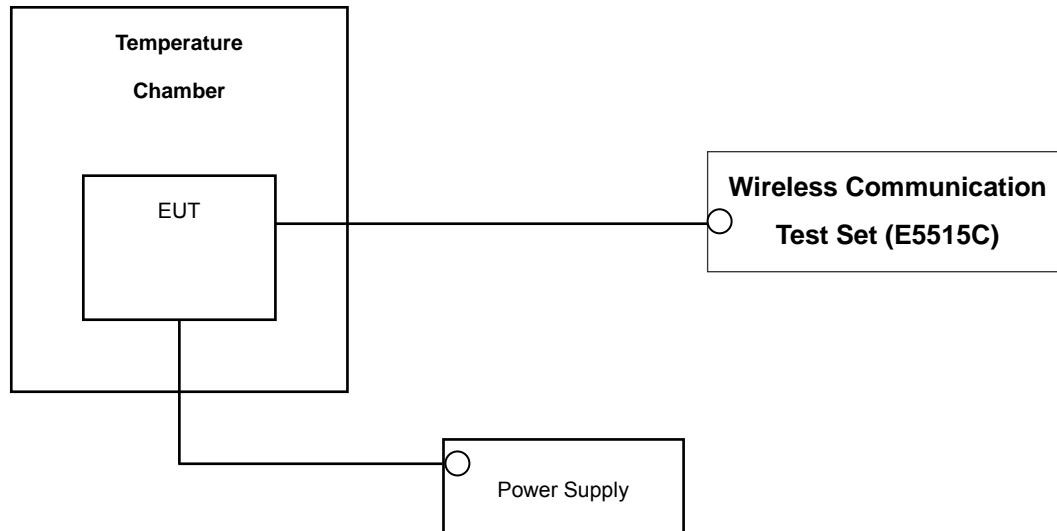 Temperature
Chamber
EUT
Wireless Communication
Test Set (E5515C)
Power Supply